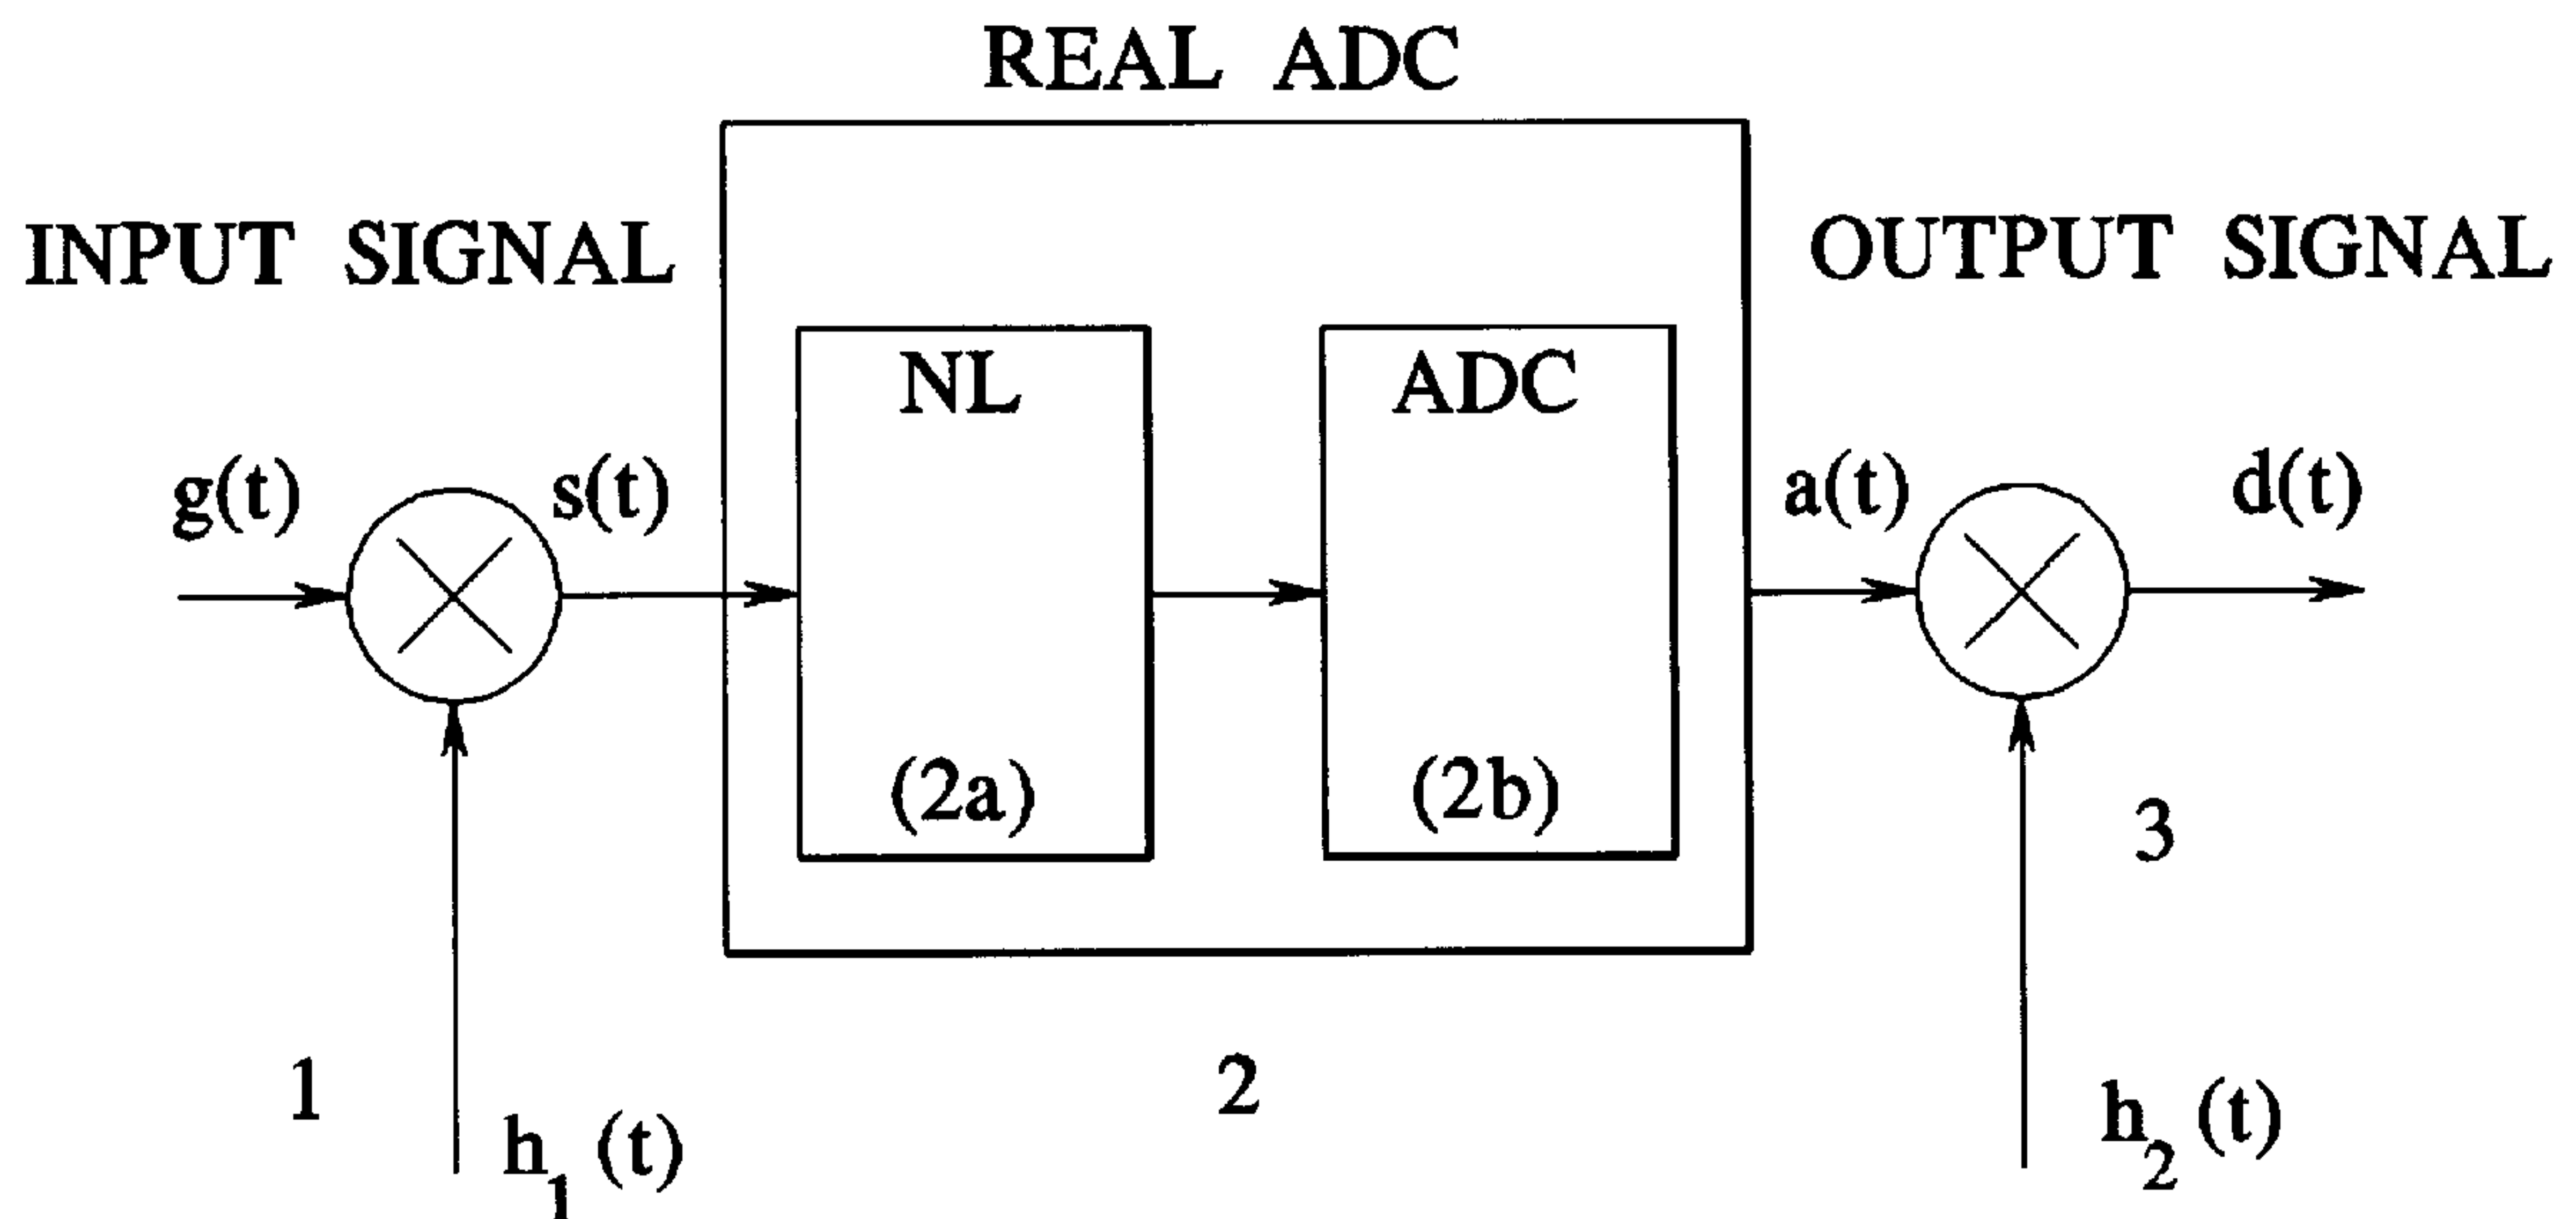 REAL ADC
INPUT SIGNAL
OUTPUT SIGNAL
NL
ADC
g(t)
s(t)
a(t)
d(t)
(2a)
(2b)
3
1
2
h1 (t)
h2 (t)